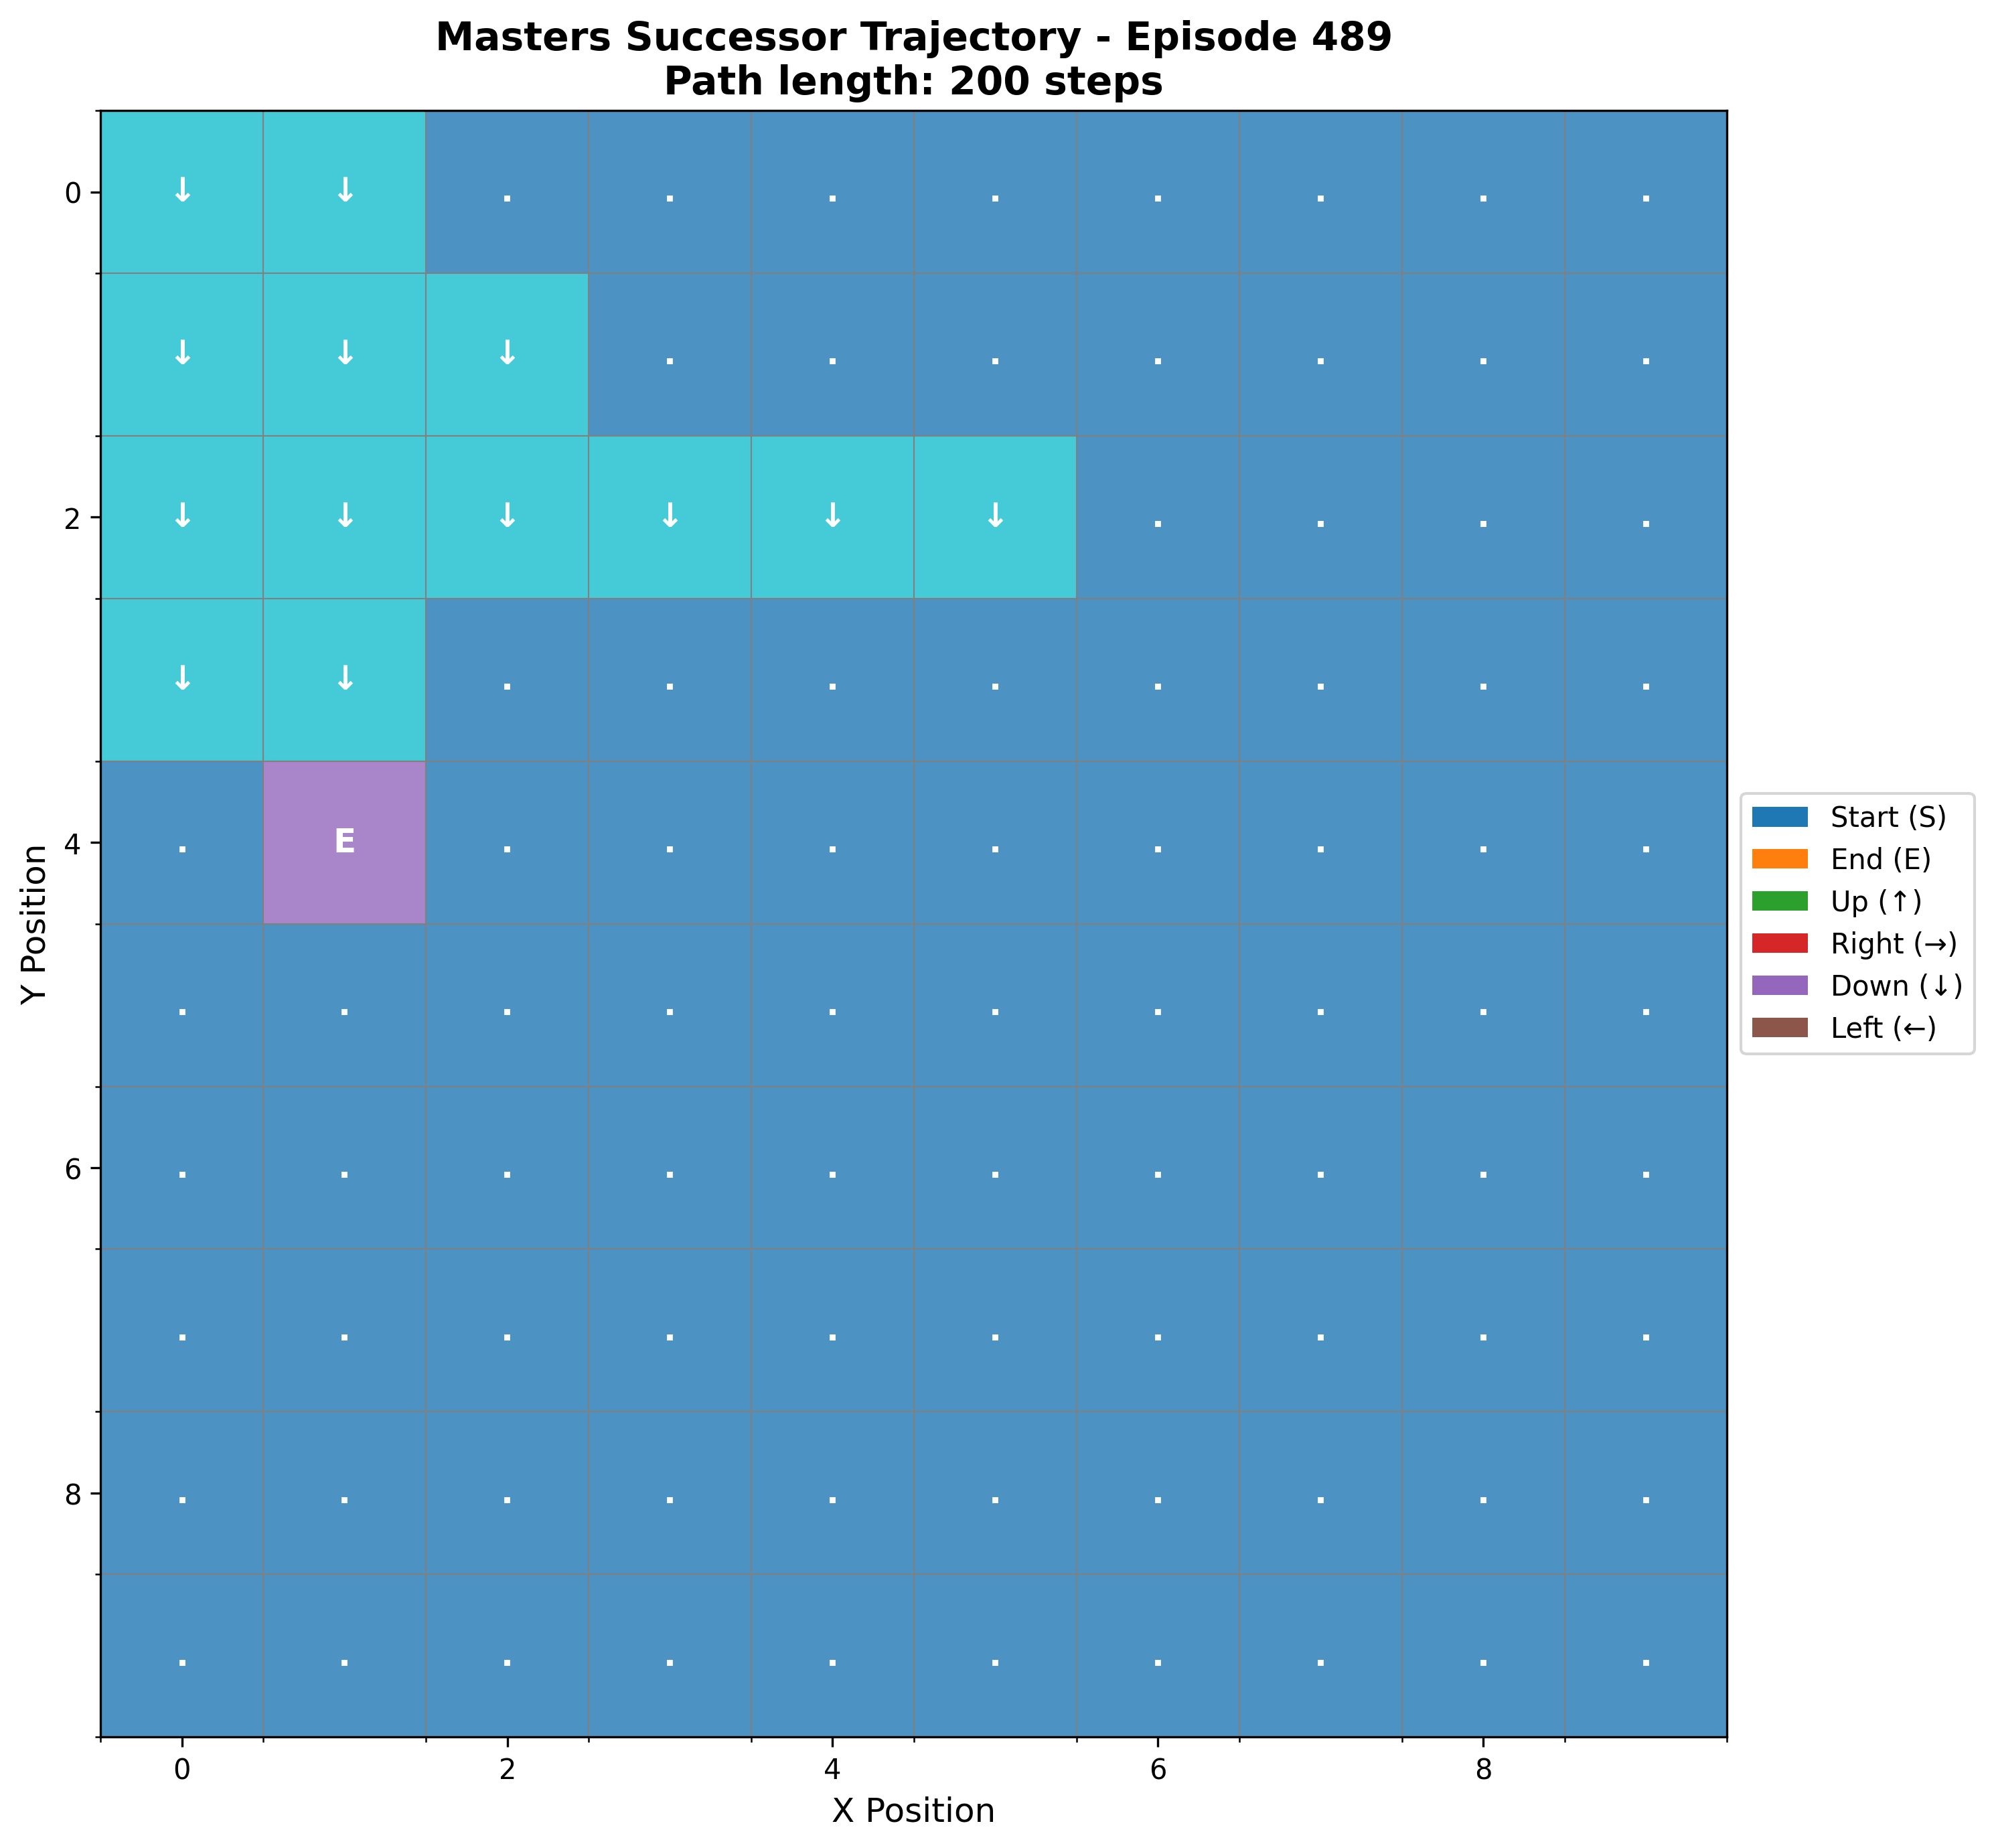 Masters Successor Trajectory - Episode 489
Path length: 200 steps
0 ↓ ↓ . . . . . . . .
↓ ↓ ↓ . . . . . . .
2 ↓ ↓ ↓ ↓ ↓ ↓ . . . .
↓ ↓ . . . . . . . .
4 . E . . . . . . . .
. . . . . . . . . .
6 . . . . . . . . . .
. . . . . . . . . .
8 . . . . . . . . . .
. . . . . . . . . .
0 2 4 6 8
X Position
Y Position
Start (S)
End (E)
Up (↑)
Right (→)
Down (↓)
Left (←)